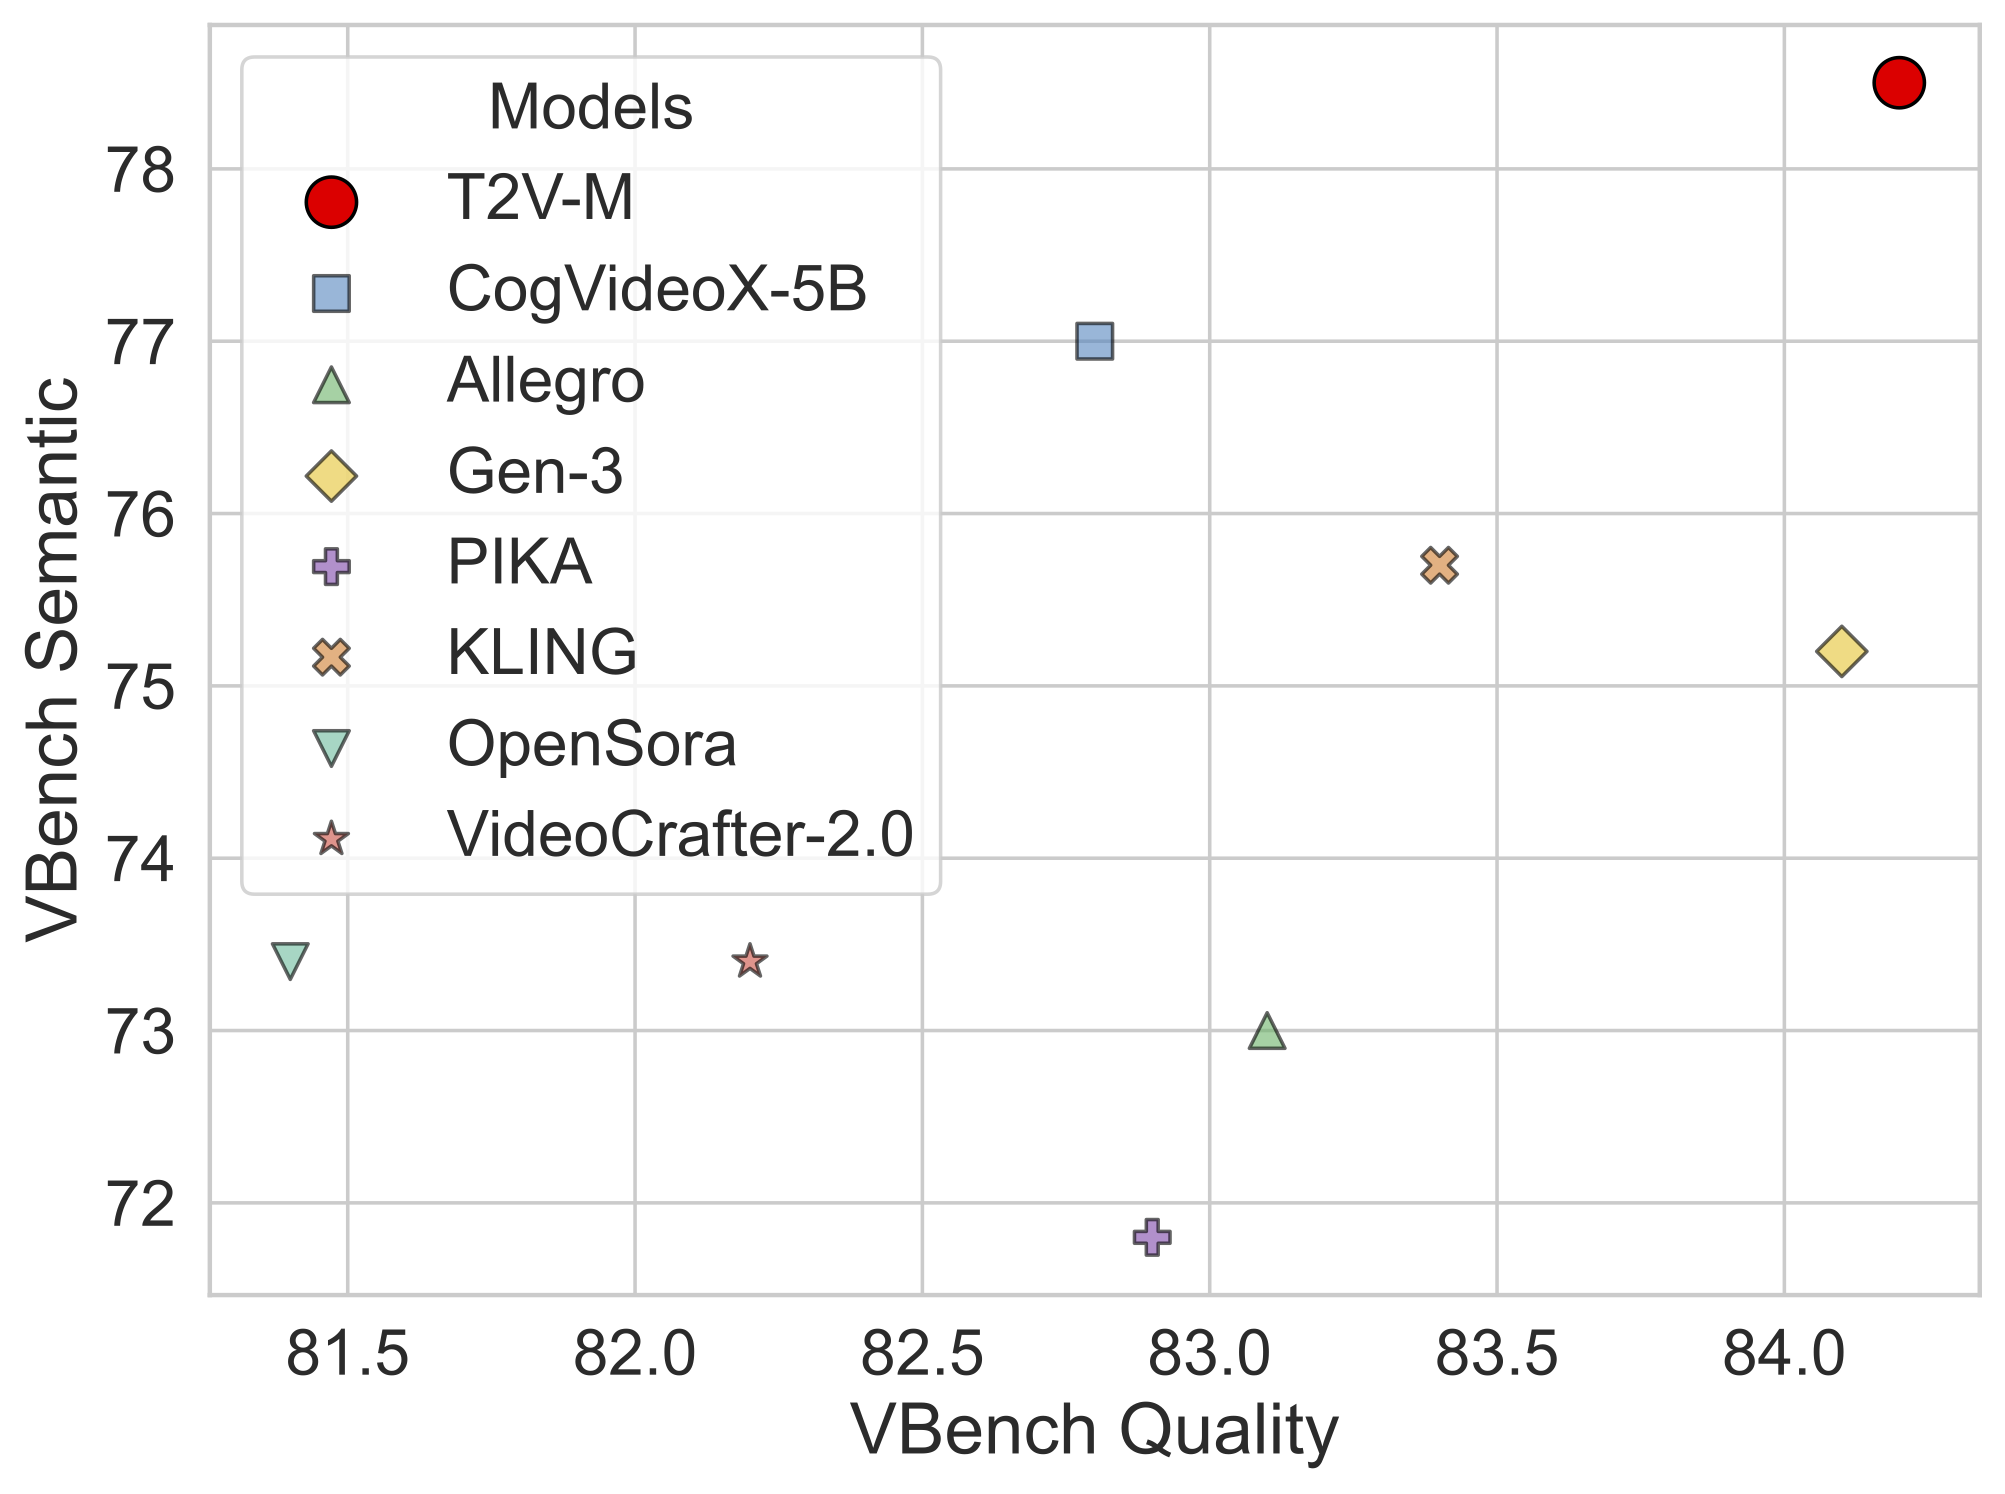 Models
T2V-M
CogVideoX-5B
Allegro
Gen-3
PIKA
KLING
OpenSora
VideoCrafter-2.0
VBench Semantic
78
77
76
75
74
73
72
81.5 82.0 82.5 83.0 83.5 84.0
VBench Quality